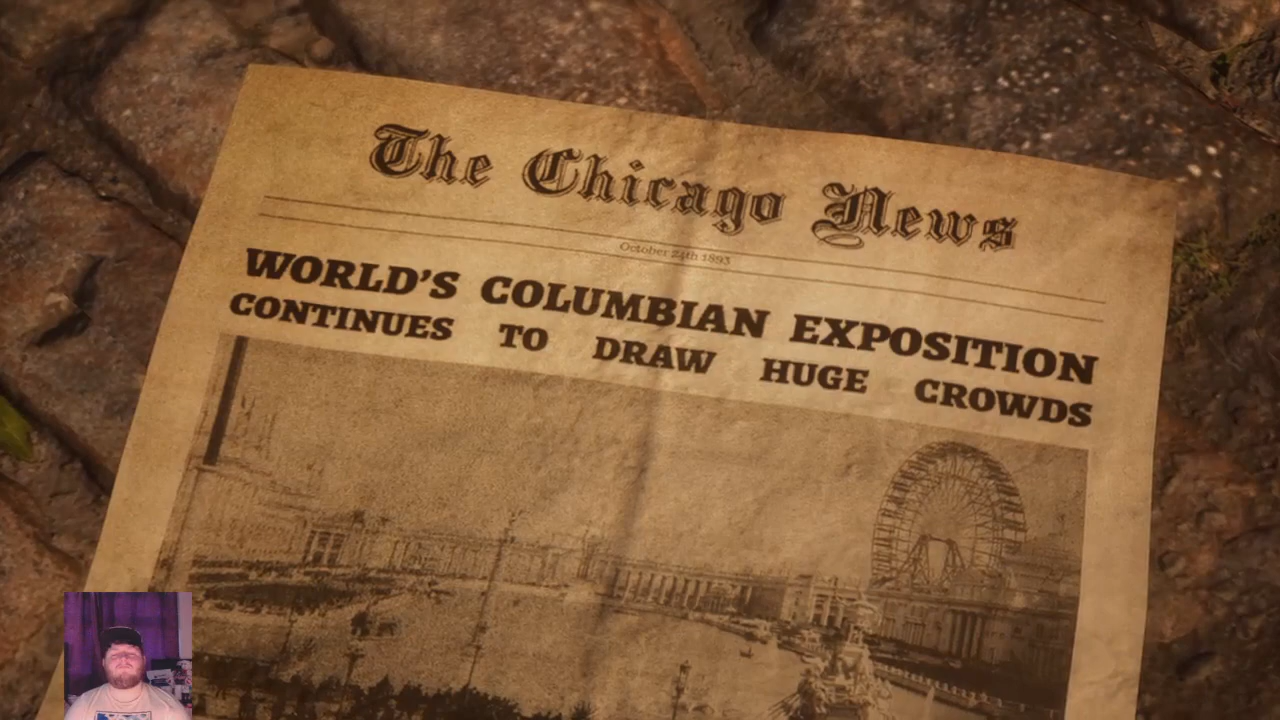 The Chicago News
October 24th 1893
WORLD'S COLUMBIAN EXPOSITION
CONTINUES TO DRAW HUGE CROWDS